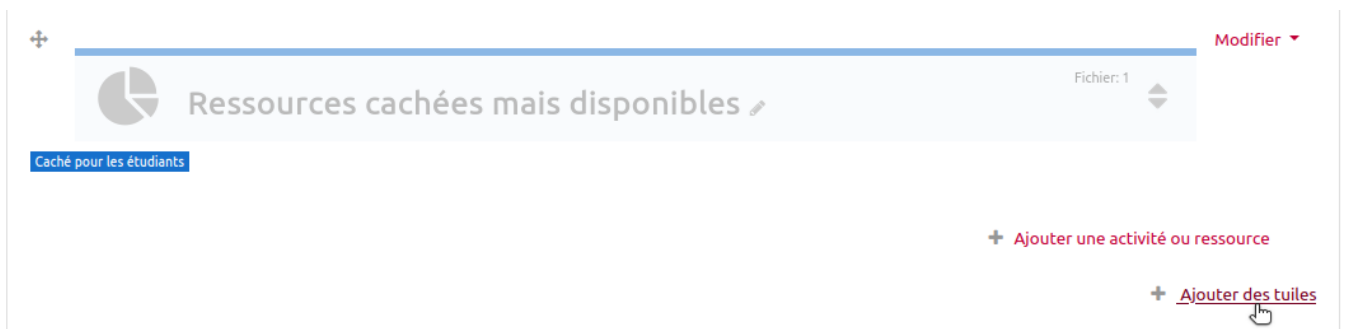 Modifier
Fichier: 1
Ressources cachées mais disponibles
Caché pour les étudiants
Ajouter une activité ou ressource
Ajouter des tuiles